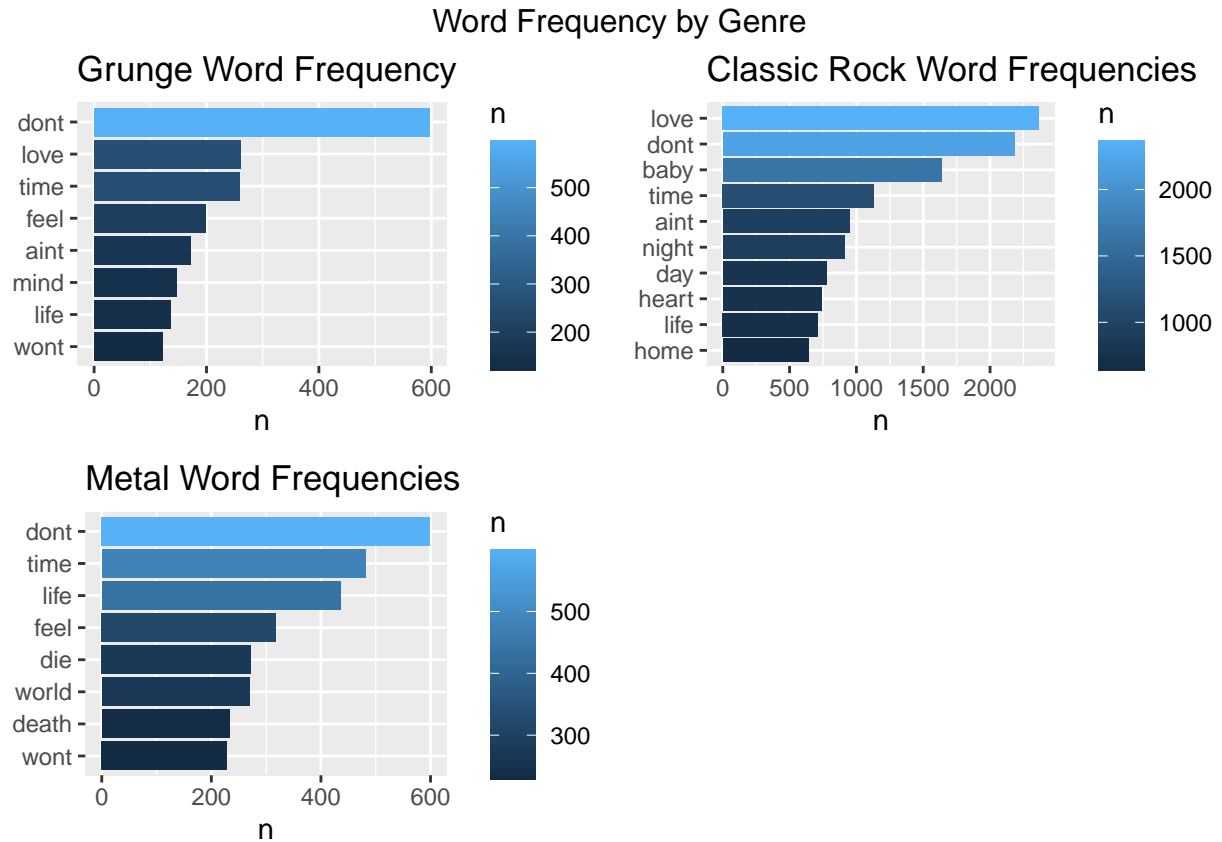 Word Frequency by Genre
Grunge Word Frequency
n
dont
love
time
feel
aint
mind
life
wont
0 200 400 600
n
500
400
300
200
Classic Rock Word Frequencies
n
love
dont
baby
time
aint
night
day
heart
life
home
0 500 1000 1500 2000
n
2000
1500
1000
Metal Word Frequencies
n
dont
time
life
feel
die
world
death
wont
0 200 400 600
n
500
400
300